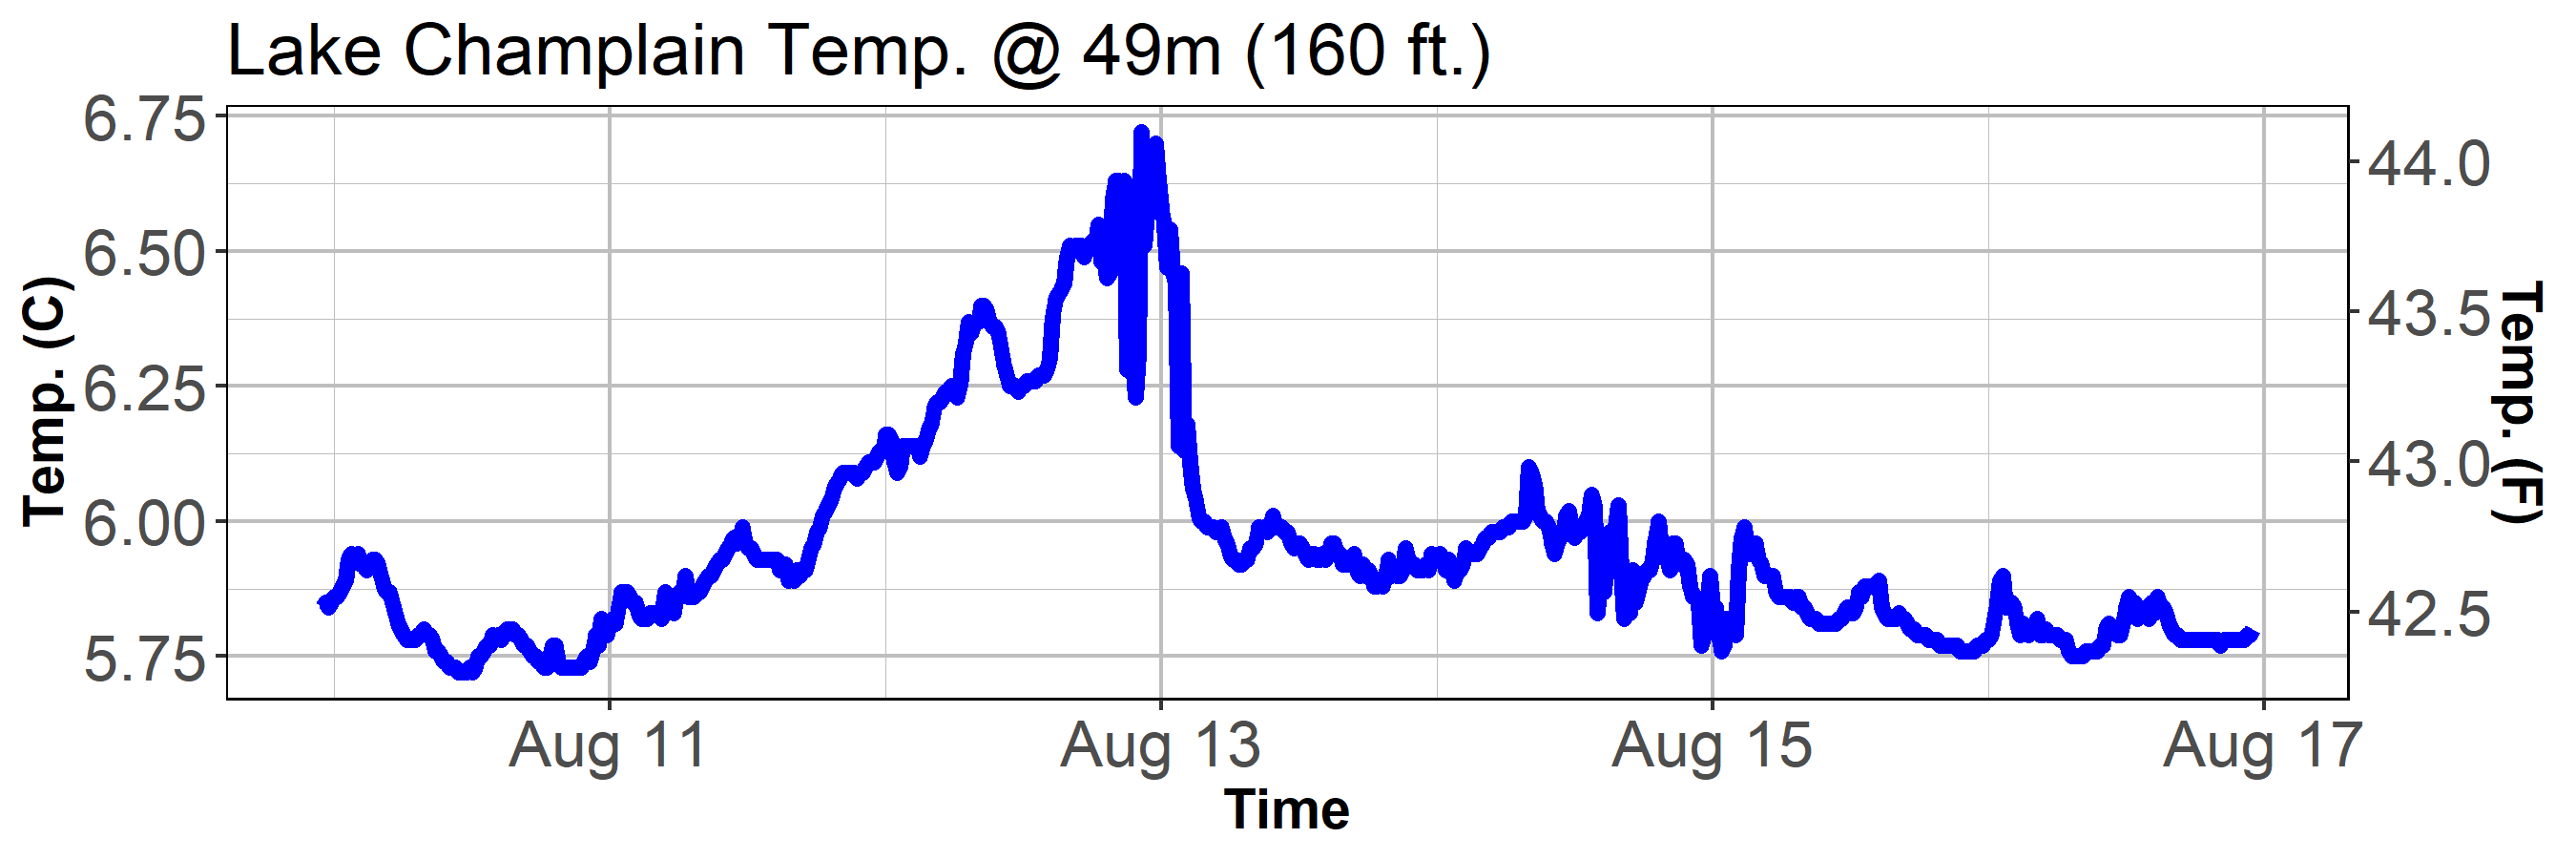 Lake Champlain Temp. @ 49m (160 ft.)
Temp. (C)
6.75
6.50
6.25
6.00
5.75
44.0
43.5
43.0
42.5
Temp. (F)
Aug 11 Aug 13 Aug 15 Aug 17
Time